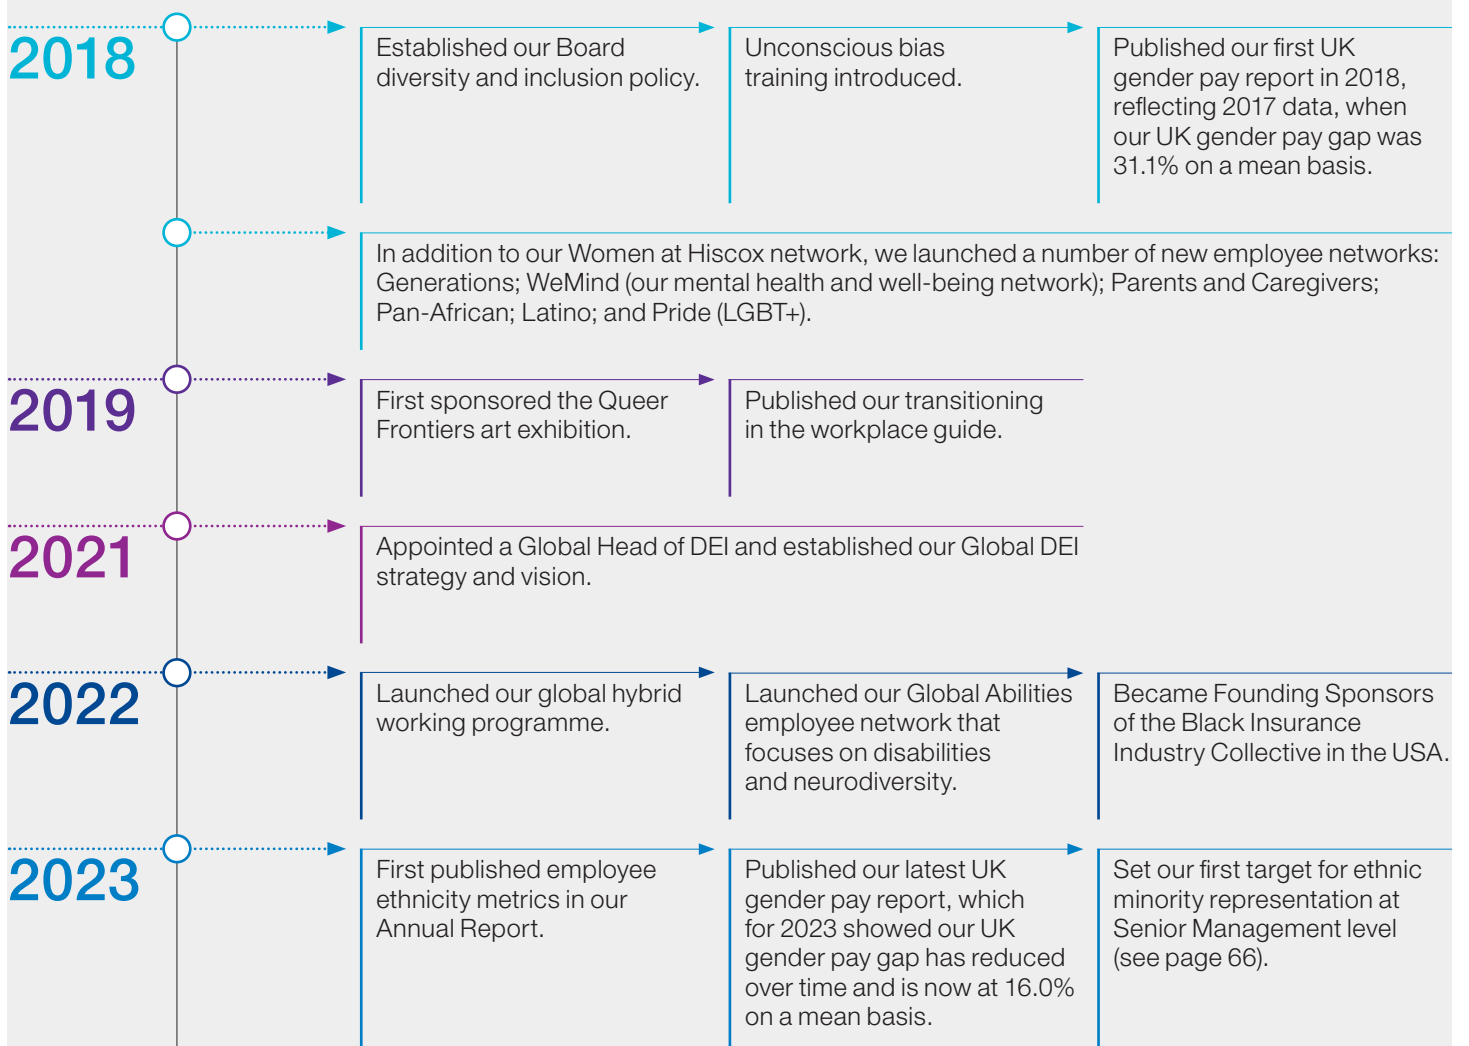 2018
Established our Board
diversity and inclusion policy.
Unconscious bias
training introduced.
Published our first UK
gender pay report in 2018,
reflecting 2017 data, when
our UK gender pay gap was
31.1% on a mean basis.
In addition to our Women at Hiscox network, we launched a number of new employee networks:
Generations; WeMind (our mental health and well-being network); Parents and Caregivers;
Pan-African; Latino; and Pride (LGBT+).
2019
First sponsored the Queer
Frontiers art exhibition.
Published our transitioning
in the workplace guide.
2021
Appointed a Global Head of DEI and established our Global DEI
strategy and vision.
2022
Launched our global hybrid
working programme.
Launched our Global Abilities
employee network that
focuses on disabilities
and neurodiversity.
Became Founding Sponsors
of the Black Insurance
Industry Collective in the USA.
2023
First published employee
ethnicity metrics in our
Annual Report.
Published our latest UK
gender pay report, which
for 2023 showed our UK
gender pay gap has reduced
over time and is now at 16.0%
on a mean basis.
Set our first target for ethnic
minority representation at
Senior Management level
(see page 66).